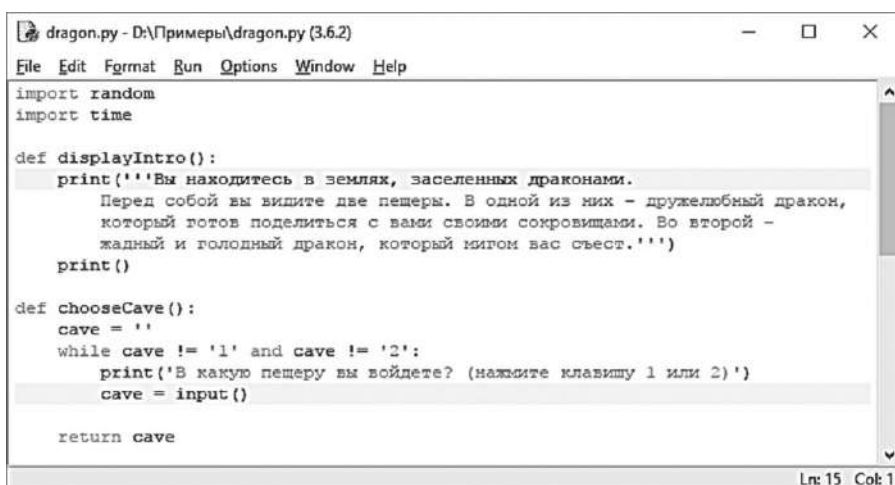 dragon.py - D:\Примеры\dragon.py (3.6.2)
File Edit Format Run Options Window Help
import random
import time
def displayIntro():
    print('''Вы находитесь в землях, заселенных драконами.
        Перед собой вы видите две пещеры. В одной из них – дружелюбный дракон,
        который готов поделиться с вами своими сокровищами. Во второй –
        жадный и голодный дракон, который мигом вас съест.''')
    print()
def chooseCave():
    cave = ''
    while cave != '1' and cave != '2':
        print('В какую пещеру вы войдете? (нажмите клавишу 1 или 2)')
        cave = input()
    return cave
Ln: 15 Col: 1